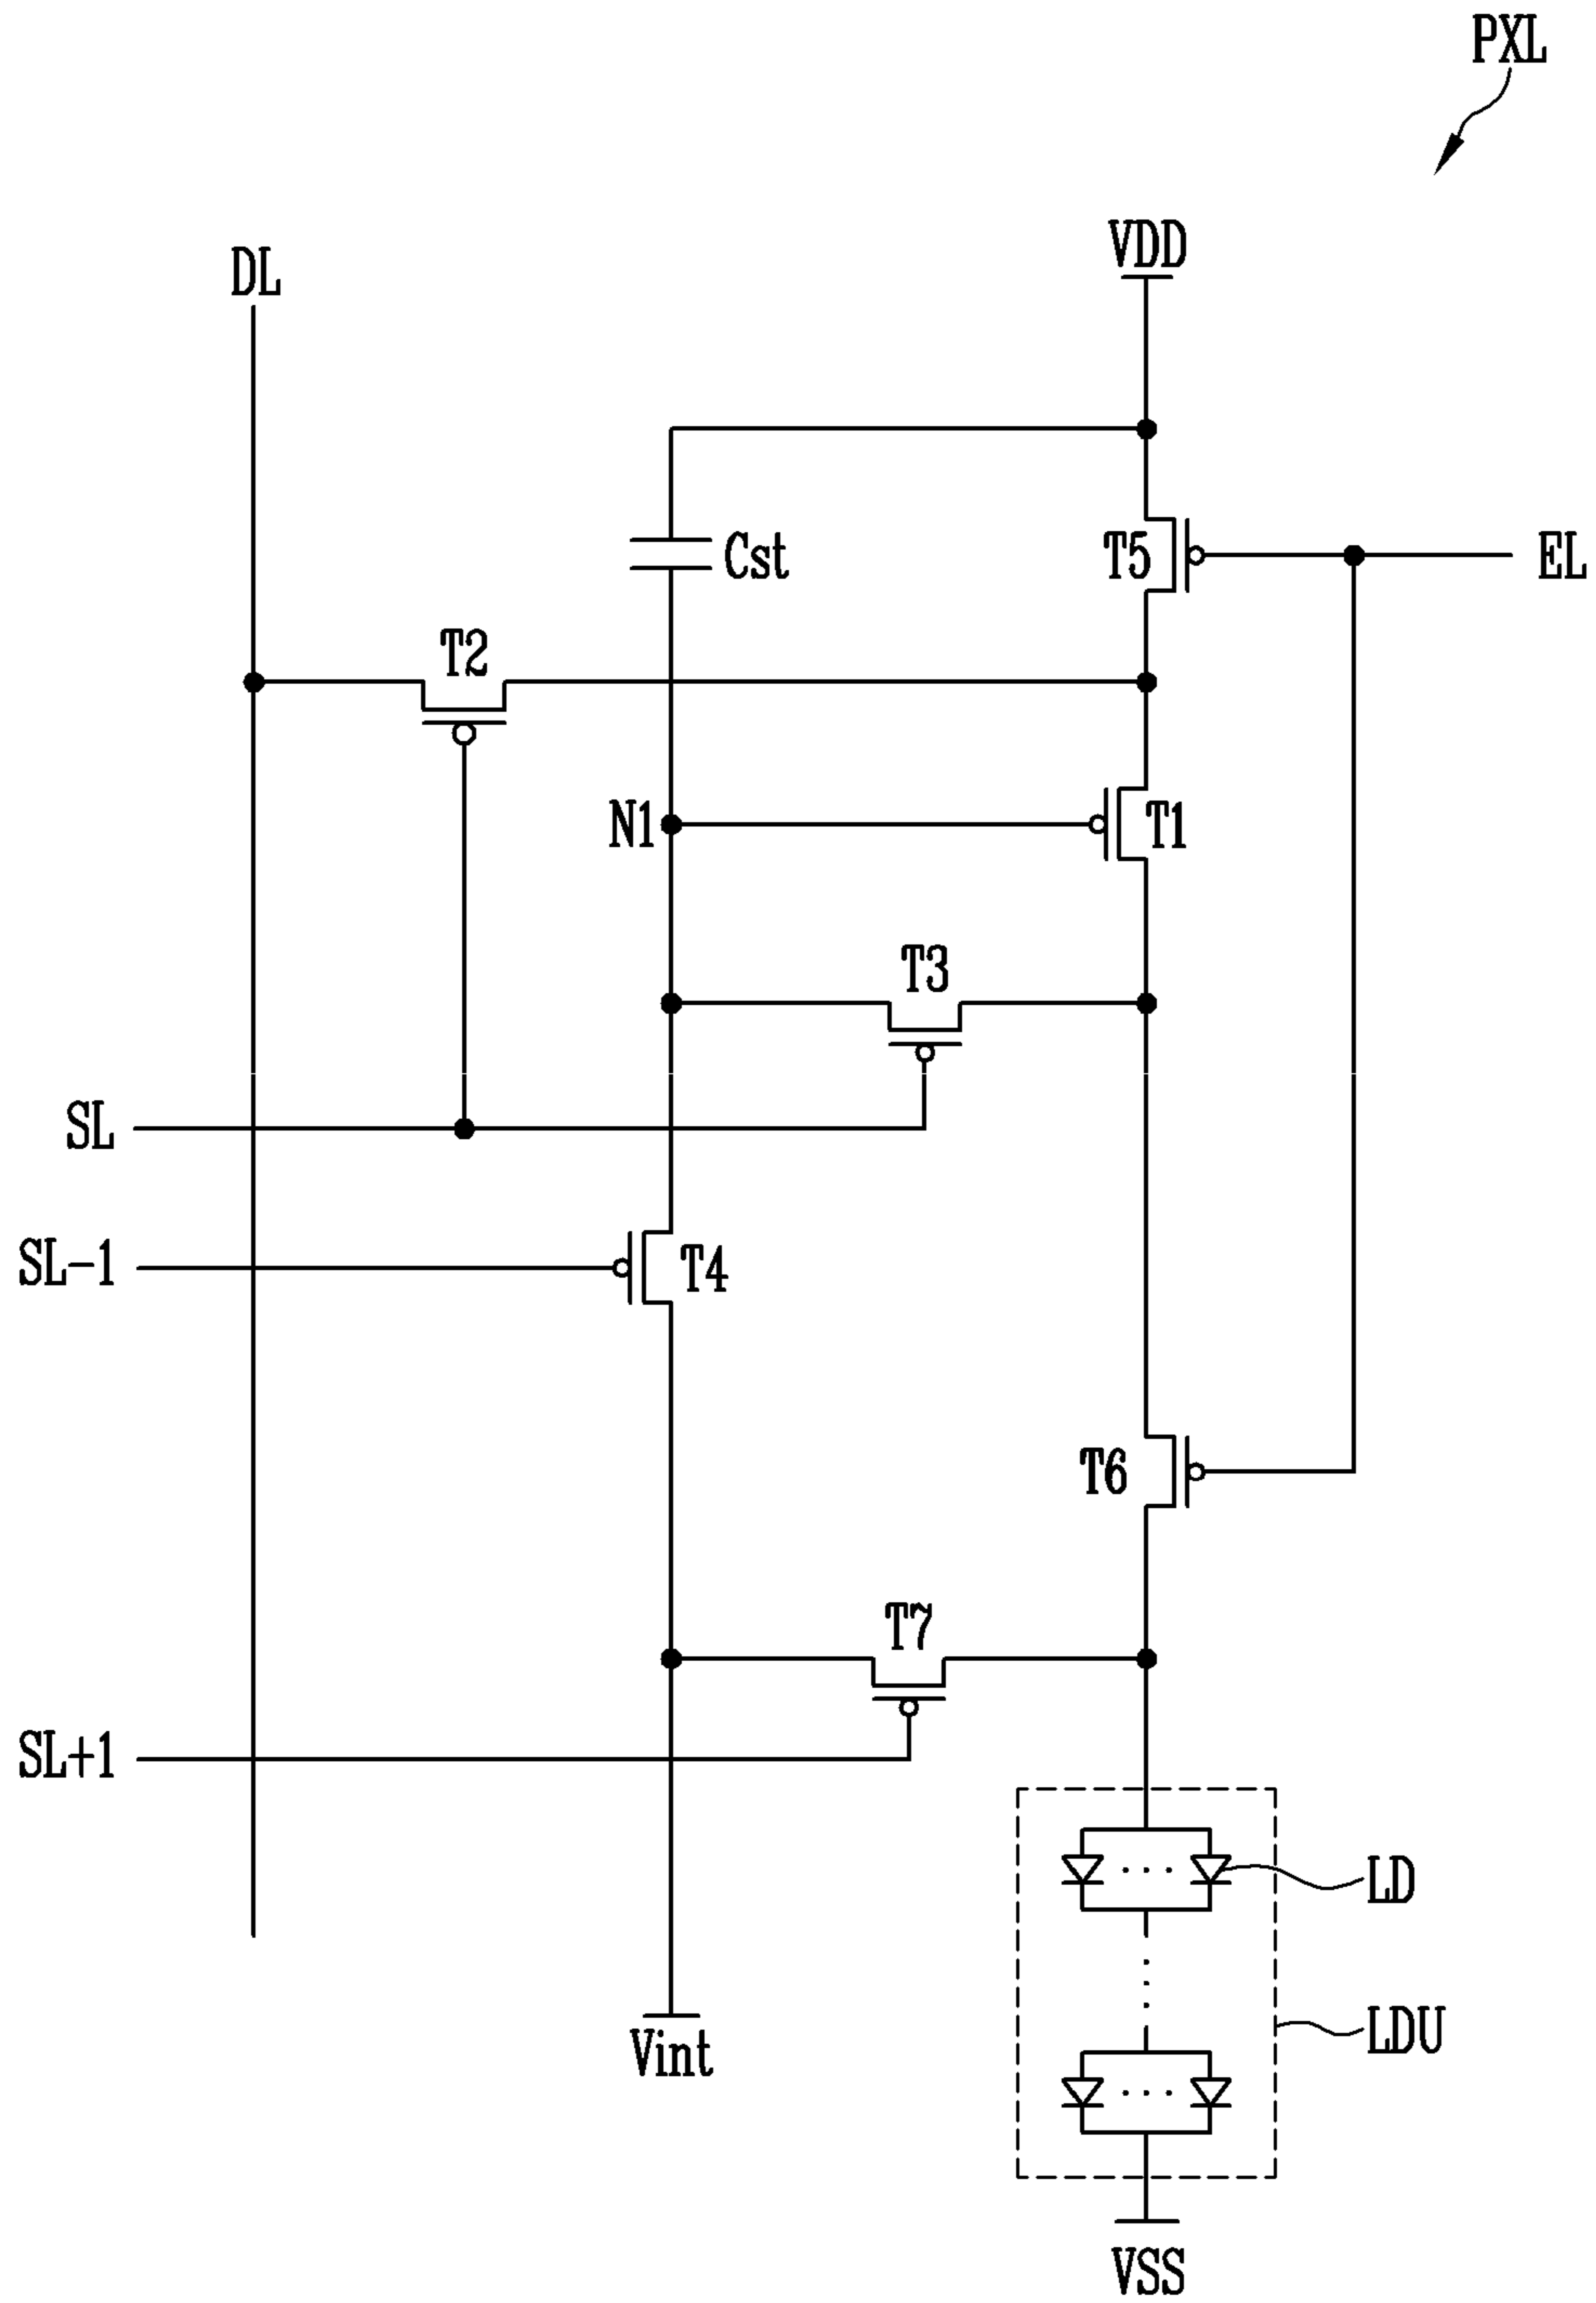 PXL
VDD
DL
Cst
T5
EL
T2
N1
T1
T3
SL
SL-1
T4
T6
T7
SL+1
LD
LDU
Vint
VSS